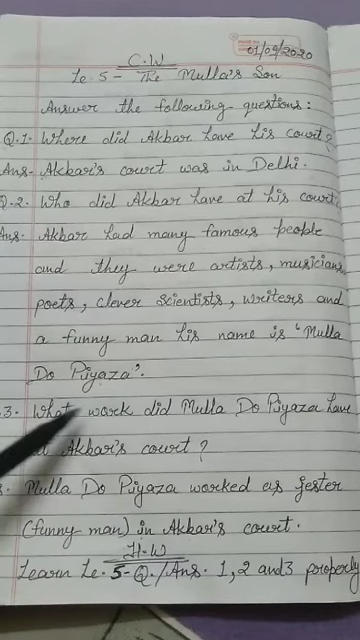 C.W
01/09/2020
Le. 5 - The Mulla's Son
Answer the following questions:
Q.1- Where did Akbar have his court?
Ans- Akbar's court was in Delhi.
Q.2- Who did Akbar have at his court
Ans- Akbar had many famous people
and they were artists, musicians
poets, clever scientists, writers and
a funny man his name is "Mulla
Do Piyaza".
3. What work did Mulla Do Piyaza have
Akbar's court?
s. Mulla Do Piyaza worked as Jester
(funny man) in Akbar's court.
H.W
Learn Le. 5-Q./Ans. 1, 2 and 3 properly